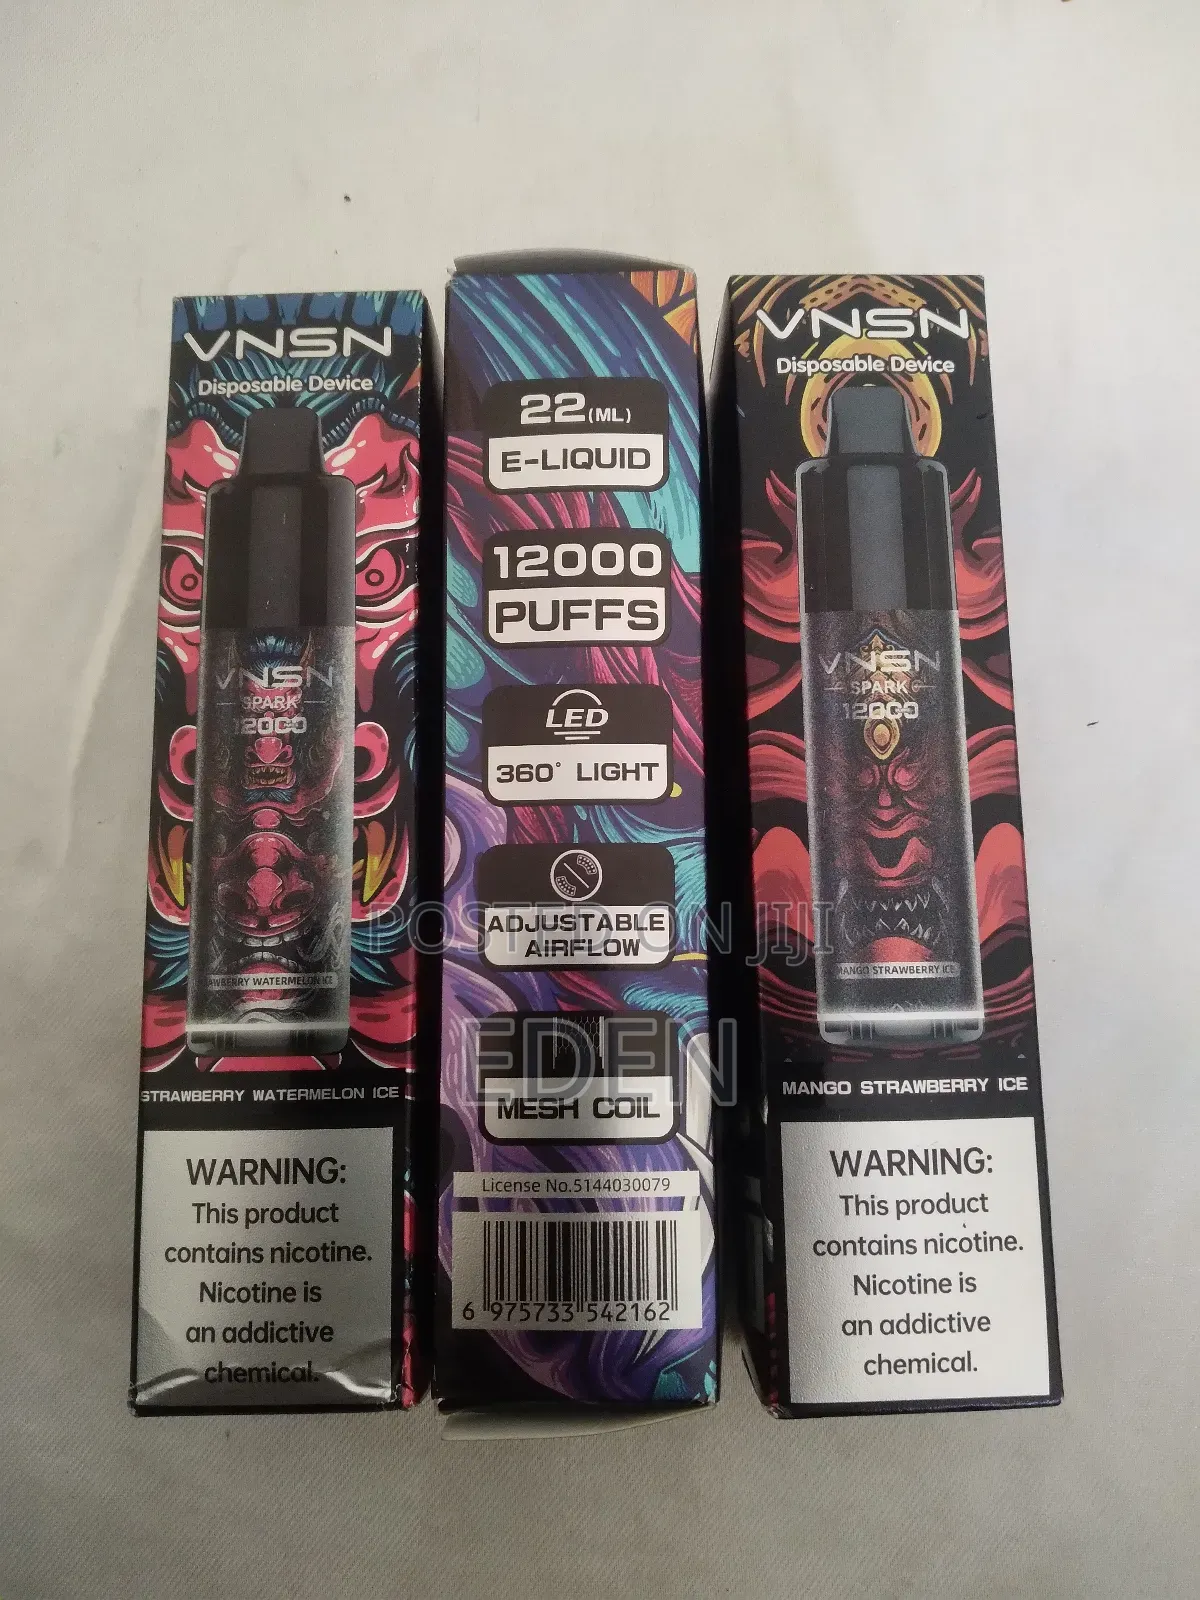 VNSN
Disposable Device
VNSN
SPARK
12000
STRAWBERRY WATERMELON ICE
STRAWBERRY WATERMELON ICE
WARNING:
This product
contains nicotine.
Nicotine is
an addictive
chemical.
22(ML)
E-LIQUID
12000
PUFFS
LED
360° LIGHT
ADJUSTABLE
AIRFLOW
MESH COIL
License No.5144030079
6 975733 542162
VNSN
Disposable Device
VNSN
SPARK
12000
MANGO STRAWBERRY ICE
MANGO STRAWBERRY ICE
WARNING:
This product
contains nicotine.
Nicotine is
an addictive
chemical.
POSTED ON JIJI
EDEN